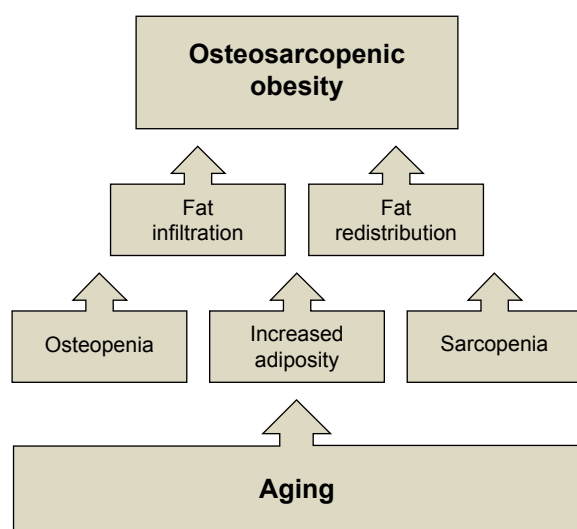 Osteosarcopenic
obesity
Fat
infiltration
Fat
redistribution
Osteopenia
Increased
adiposity
Sarcopenia
Aging